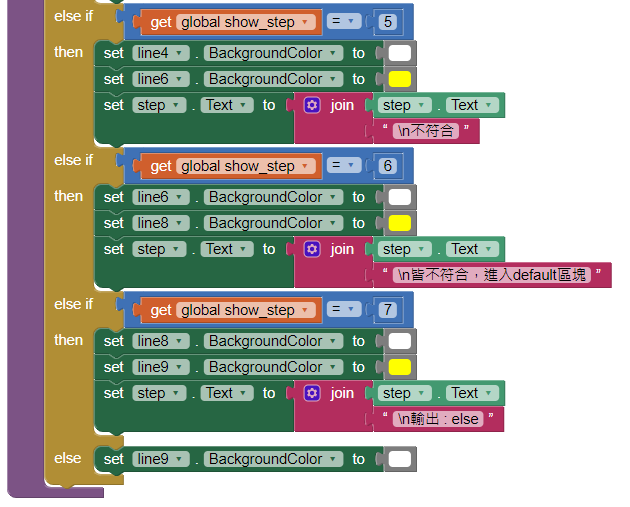 else if get global show_step = 5
then set line4 . BackgroundColor to
set line6 . BackgroundColor to
set step . Text to join step . Text
“ \n不符合 ”
else if get global show_step = 6
then set line6 . BackgroundColor to
set line8 . BackgroundColor to
set step . Text to join step . Text
“ \n皆不符合，進入default區塊 ”
else if get global show_step = 7
then set line8 . BackgroundColor to
set line9 . BackgroundColor to
set step . Text to join step . Text
“ \n輸出 : else ”
else set line9 . BackgroundColor to